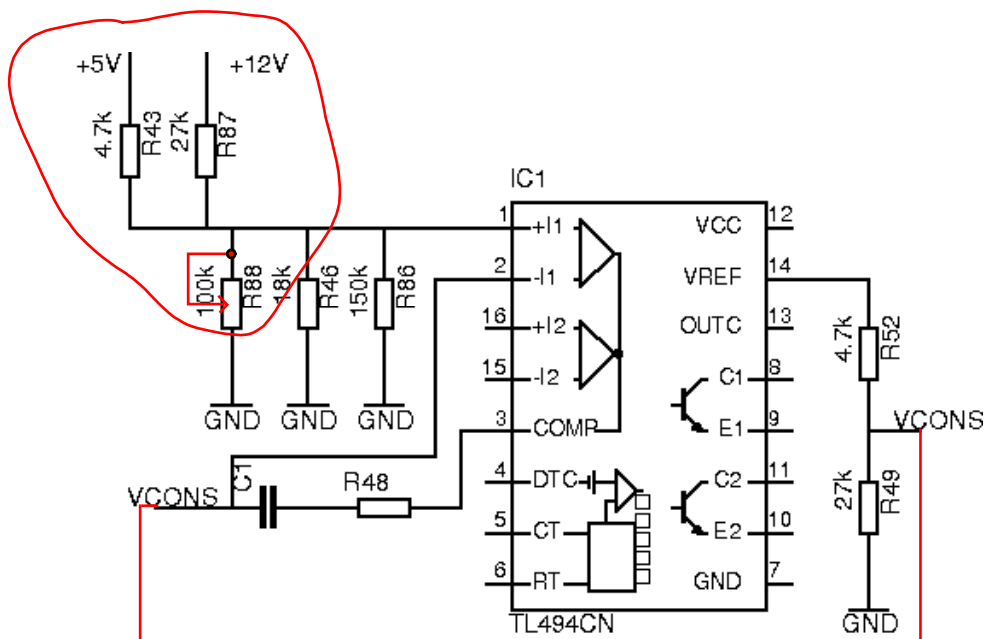 +5V
+12V
4.7k
R43
27k
R87
IC1
1
+I1
VCC
12
2
-I1
VREF
14
100k
R88
18k
R46
150k
R86
16
+I2
OUTC
13
4.7k
R52
15
-I2
C1
8
GND
GND
GND
3
COMP
E1
9
VCONS
C1
R48
4
DTC
C2
11
VCONS
27k
R49
5
CT
E2
10
6
RT
GND
7
TL494CN
GND